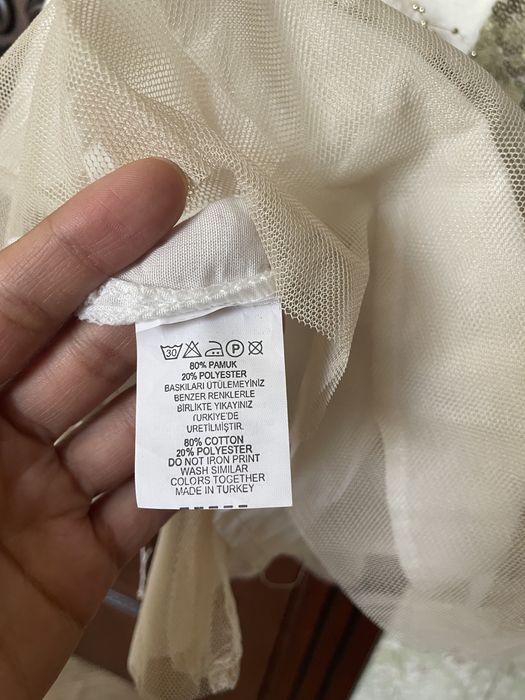 30 P
80% PAMUK
20% POLYESTER
BASKILARI ÜTÜLEMEYİNİZ
BENZER RENKLERLE
BİRLİKTE YIKAYINIZ
TÜRKİYE'DE
ÜRETİLMİŞTİR.
80% COTTON
20% POLYESTER
DO NOT IRON PRINT
WASH SIMILAR
COLORS TOGETHER
MADE IN TURKEY